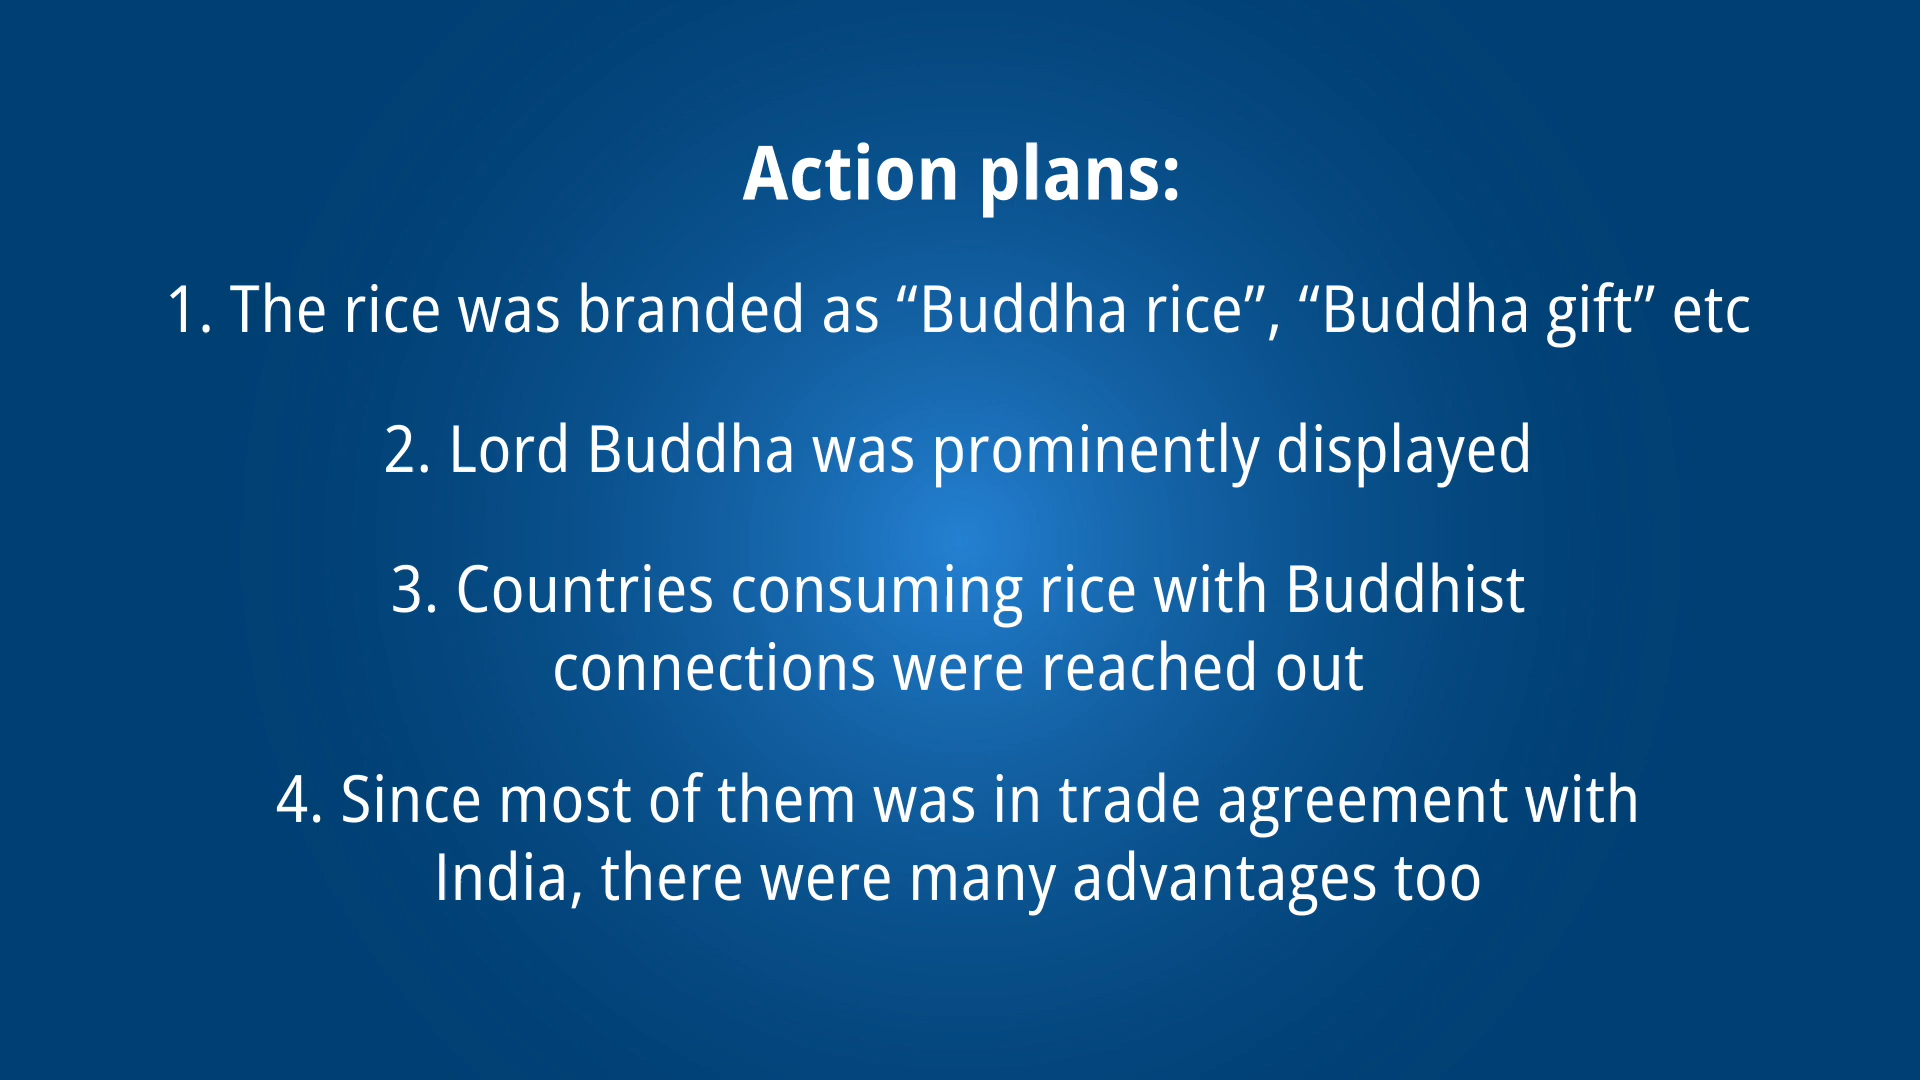 Action plans:
1. The rice was branded as “Buddha rice”, “Buddha gift” etc
2. Lord Buddha was prominently displayed
3. Countries consuming rice with Buddhist
connections were reached out
4. Since most of them was in trade agreement with
India, there were many advantages too